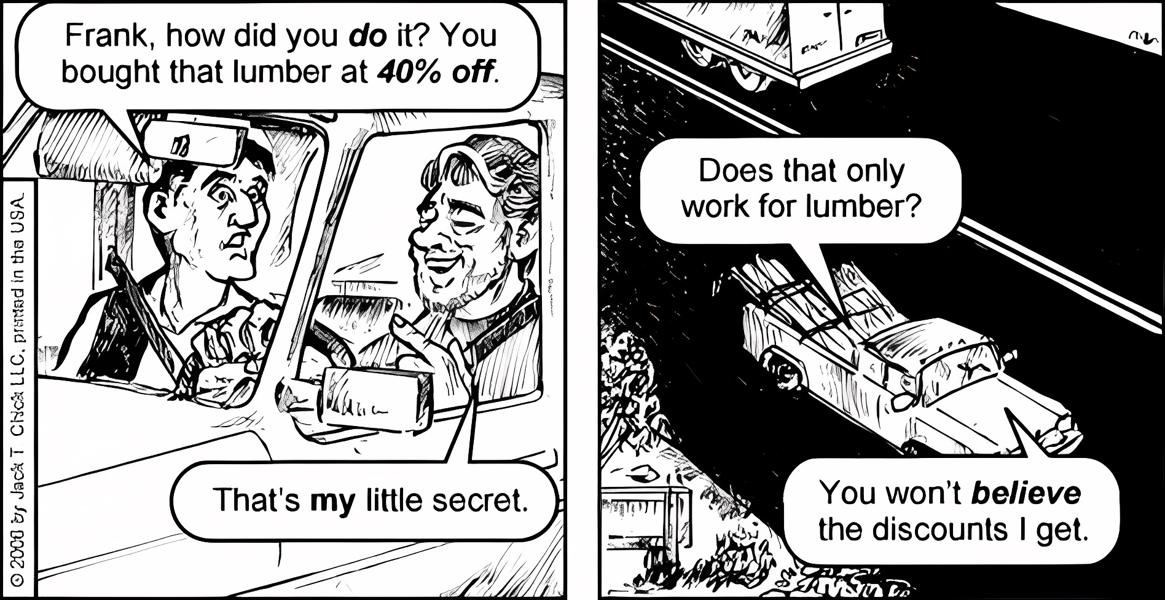 Frank, how did you do it? You
bought that lumber at 40% off.
© 2006 by Jack T Chick LLC. printed in the USA.
That's my little secret.
Does that only
work for lumber?
You won't believe
the discounts I get.